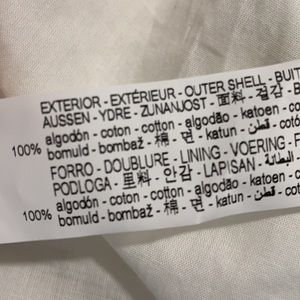 EXTERIOR - EXTÉRIEUR - OUTER SHELL - BUIT
AUSSEN - YDRE - ZUNANJOST - 面料 - 겉감 - B
100% algodón - coton - cotton - algodão - katoen - c
bomuld - bombaž - 棉 - 면 - katun - قطن - có
FORRO - DOUBLURE - LINING - VOERING - F
PODLOGA - 里料 - 안감 - LAPISAN - البطانة
100% algodón - coton - cotton - algodão - katoen - c
bomuld - bombaž - 棉 - 면 - katun - قطن